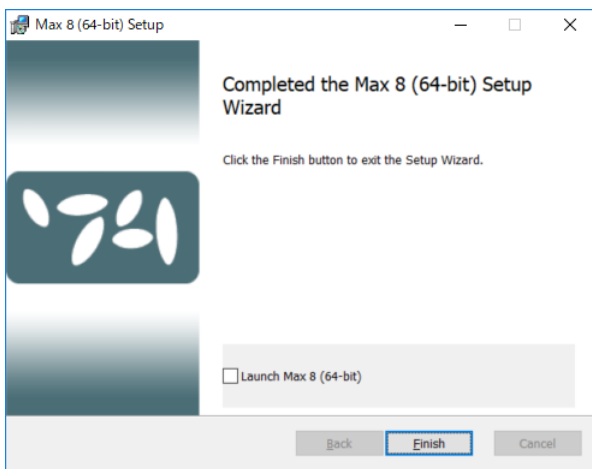 Max 8 (64-bit) Setup
Completed the Max 8 (64-bit) Setup
Wizard
Click the Finish button to exit the Setup Wizard.
Launch Max 8 (64-bit)
Back Finish Cancel